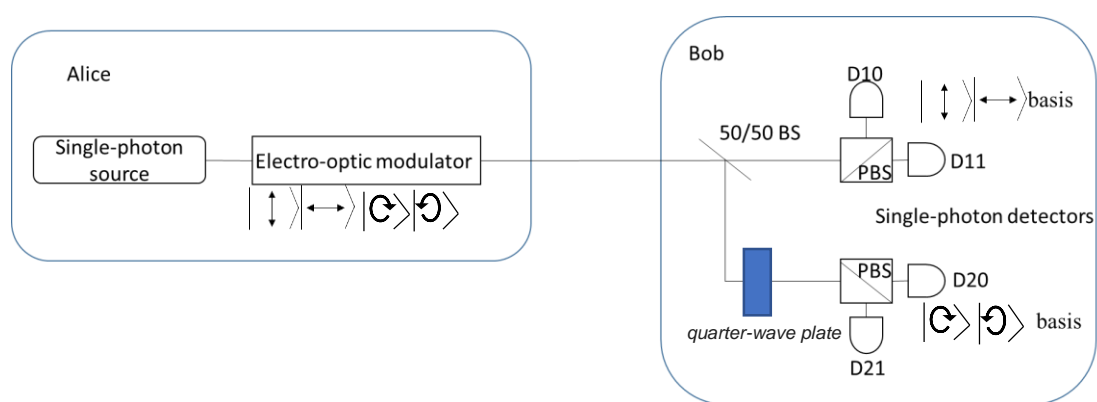 Alice
Single-photon
source
Electro-optic modulator
Bob
50/50 BS
D10
basis
PBS
D11
Single-photon detectors
PBS
D20
basis
quarter-wave plate
D21